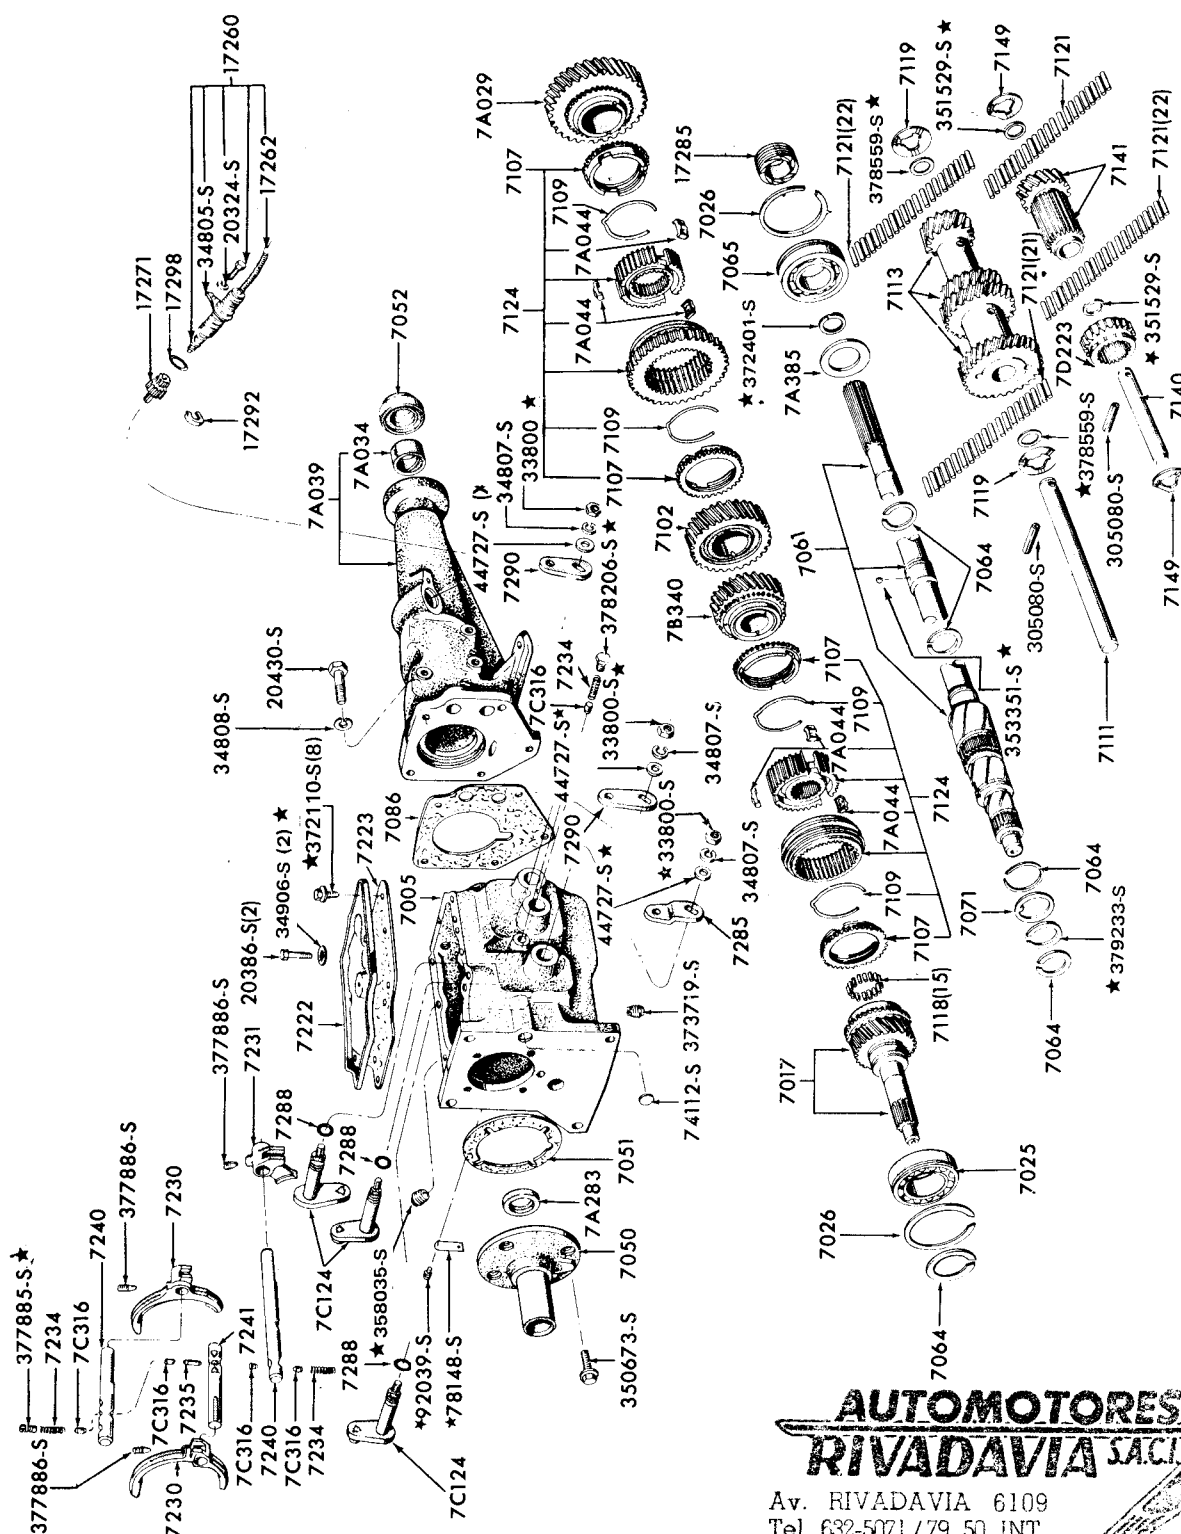 17260
34805-S
20324-S
17262
17271
17298
17292
7052
7A034
7A039
7A029
7107
7109
7A044
7124
7A044
17285
7026
7065
7121(22)
378559-S ★
7119
351529-S ★
7149
7121
7141
7121(22)
7113
7121(21)
★ 372401-S
7A385
33800 ★
34807-S
44727-S (
7290
7109
7107
7102
7B340
378206-S ★
7234
7C316
20430-S
34808-S
★372110-S(8)
34906-S (2) ★
20386-S(2)
7223
7086
7005
7222
44727-S★
33800-S★
34807-S
7290
★33800-S
34807-S
44727-S ★
7285
373719-S
74112-S
7107
7109
7A044
7124
7A044
7109
7107
7118(15)
7017
7025
7026
7064
7061
7064
353351-S ★
7064
7071
★ 379233-S
7064
7111
305080-S
7119
★378559-S
305080-S
7149
7140
7D223
★ 351529-S
377886-S
7231
7288
7288
7C124
377886-S
7230
7240
377885-S ★
7234
7C316
377886-S
7230
7C316
7235
7241
7C316
7240
7C316
7234
7288
★ 358035-S
7C124
*92039-S
*78148-S
7051
7A283
7050
350673-S
AUTOMOTORES
RIVADAVIA S.A.C.I.
Av. RIVADAVIA 6109
Tel 632-5071/79 50 INT